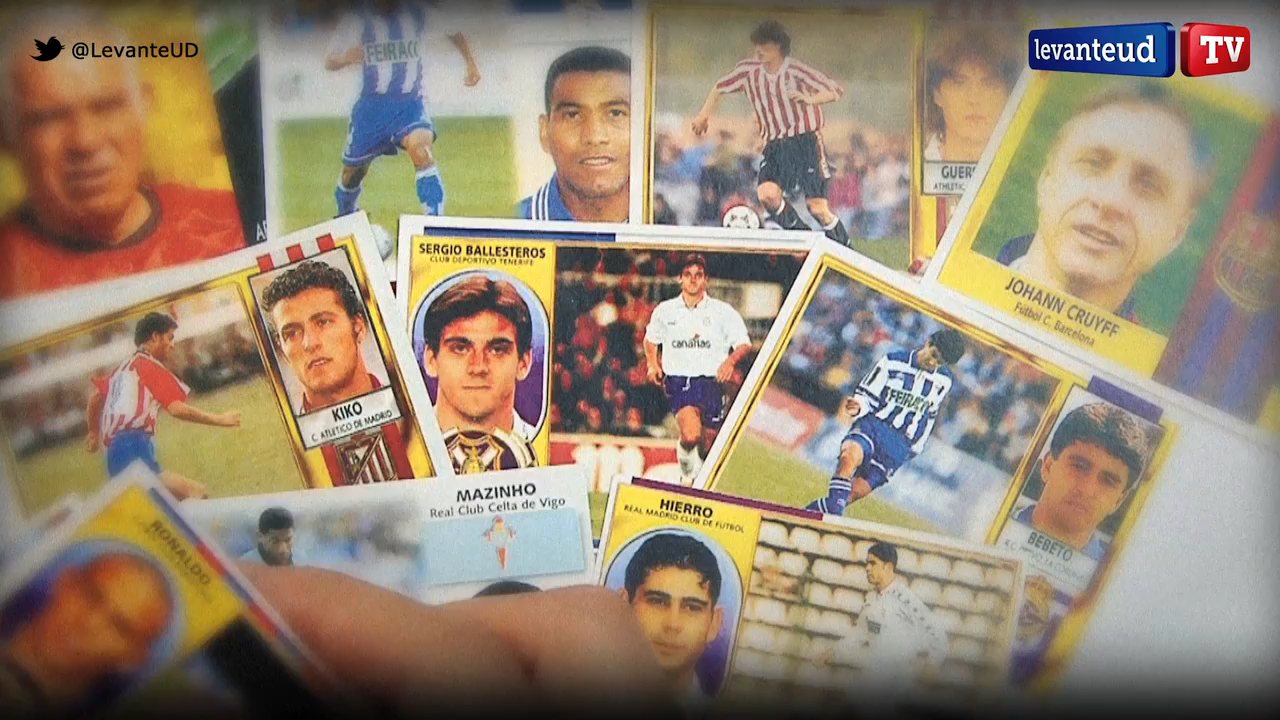 @LevanteUD
levanteud TV
FEIRACO
GUER
ATHLETIC
JOHANN CRUYFF
Fútbol C. Barcelona
SERGIO BALLESTEROS
CLUB DEPORTIVO TENERIFE
canarias
KIKO
C. ATLETICO DE MADRID
FEIRACO
BEBETO
MAZINHO
Real Club Celta de Vigo
HIERRO
REAL MADRID CLUB DE FUTBOL
RONALDO